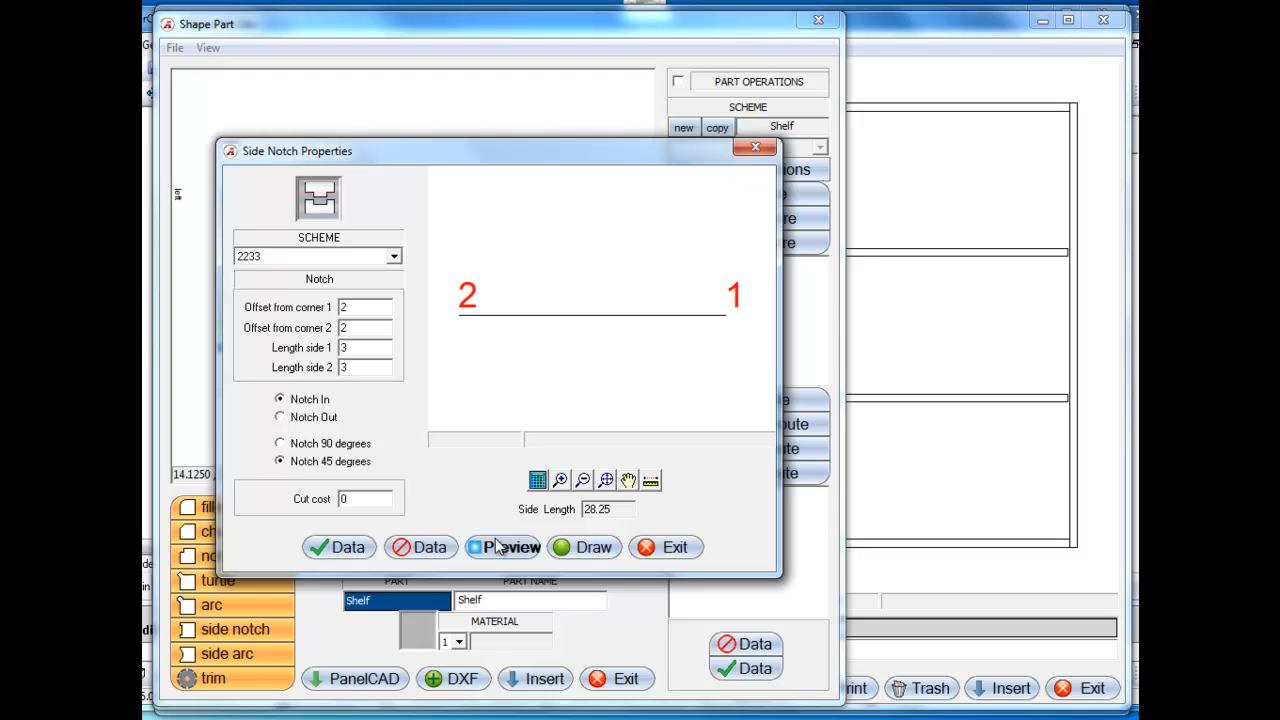 Shape Part
File View
PART OPERATIONS
SCHEME
new copy Shelf
Side Notch Properties
left
SCHEME
2233
Notch
Offset from corner 1 2
Offset from corner 2 2
Length side 1 3
Length side 2 3
Notch In
Notch Out
Notch 90 degrees
Notch 45 degrees
Cut cost 0
2 1
Side Length 28.25
Data Data Preview Draw Exit
14.1250
turtle
arc
side notch
side arc
trim
PART PART NAME
Shelf Shelf
MATERIAL
1
PanelCAD DXF Insert Exit
Data
Data
Trash Insert Exit